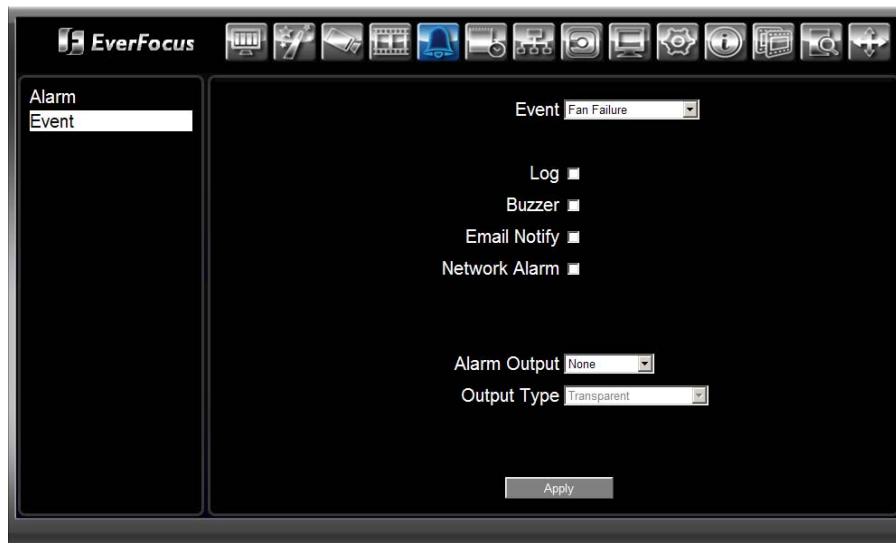 EverFocus
Alarm
Event
Event Fan Failure
Log
Buzzer
Email Notify
Network Alarm
Alarm Output None
Output Type Transparent
Apply